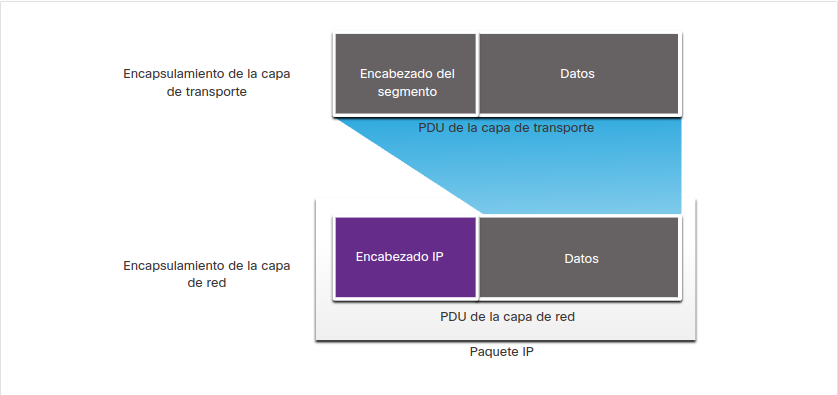 Encapsulamiento de la capa
de transporte
Encabezado del
segmento
Datos
PDU de la capa de transporte
Encapsulamiento de la capa
de red
Encabezado IP
Datos
PDU de la capa de red
Paquete IP